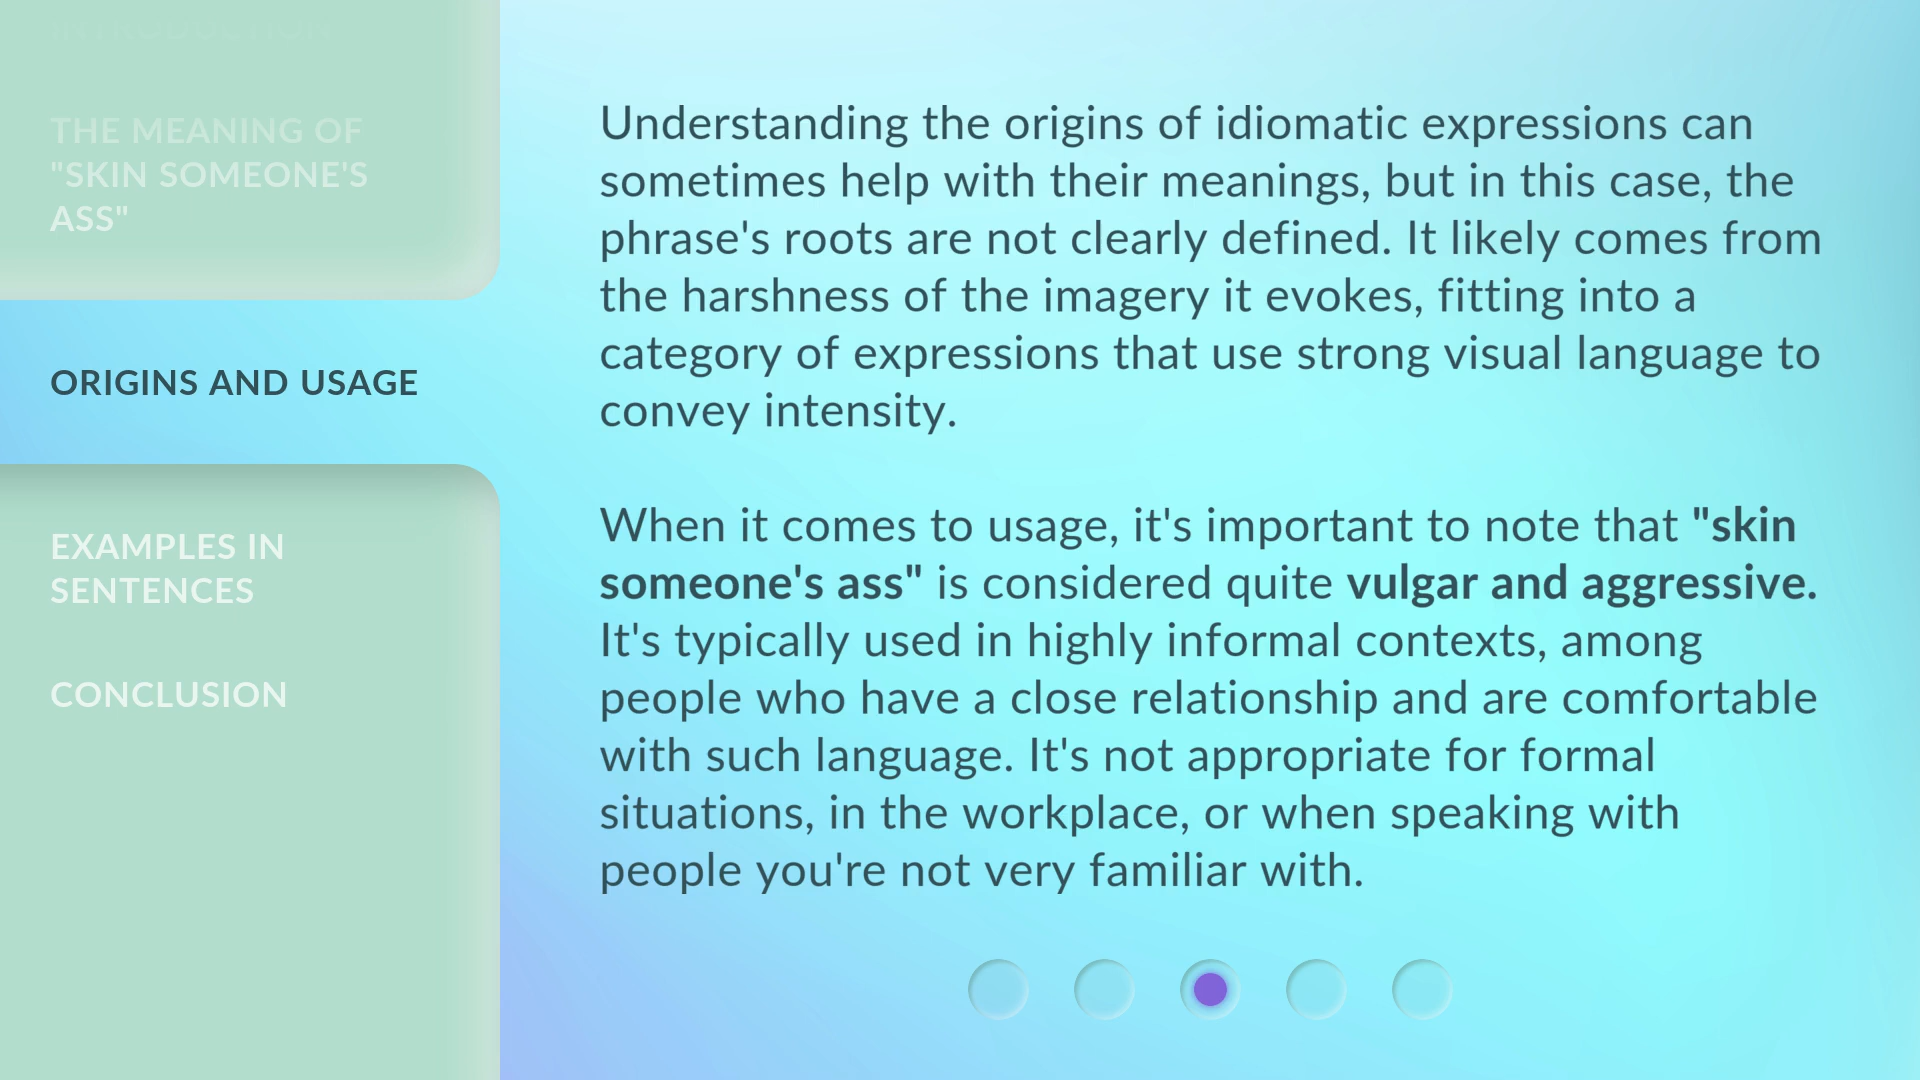 INTRODUCTION
THE MEANING OF
"SKIN SOMEONE'S
ASS"
ORIGINS AND USAGE
EXAMPLES IN
SENTENCES
CONCLUSION
Understanding the origins of idiomatic expressions can
sometimes help with their meanings, but in this case, the
phrase's roots are not clearly defined. It likely comes from
the harshness of the imagery it evokes, fitting into a
category of expressions that use strong visual language to
convey intensity.
When it comes to usage, it's important to note that "skin
someone's ass" is considered quite vulgar and aggressive.
It's typically used in highly informal contexts, among
people who have a close relationship and are comfortable
with such language. It's not appropriate for formal
situations, in the workplace, or when speaking with
people you're not very familiar with.